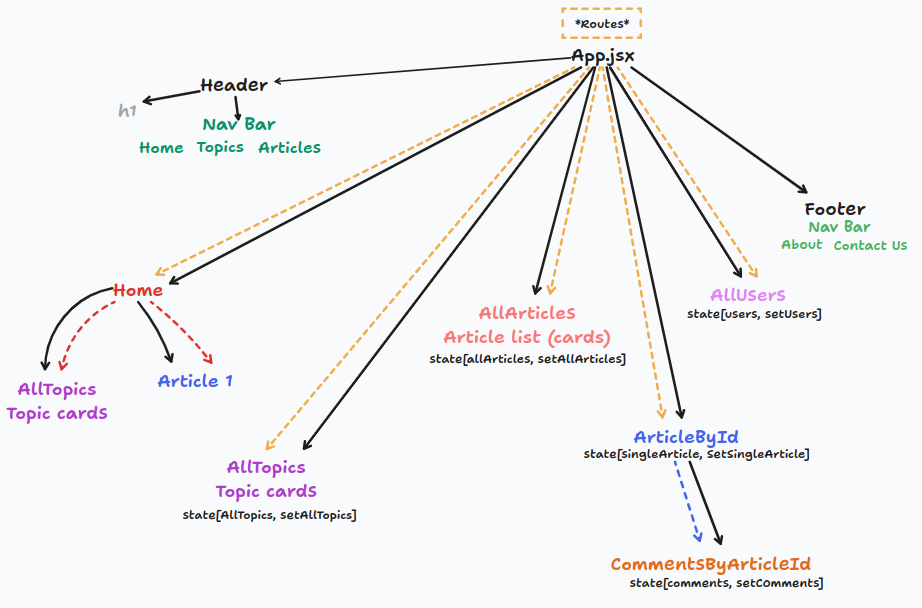 *Routes*
App.jsx
Header
h1
Nav Bar
Home Topics Articles
Footer
Nav Bar
About Contact Us
Home
AllTopics
Topic cards
Article 1
AllTopics
Topic cards
state[AllTopics, setAllTopics]
AllArticles
Article list (cards)
state[allArticles, setAllArticles]
AllUsers
state[users, setUsers]
ArticleById
state[singleArticle, SetSingleArticle]
CommentsByArticleId
state[comments, setComments]